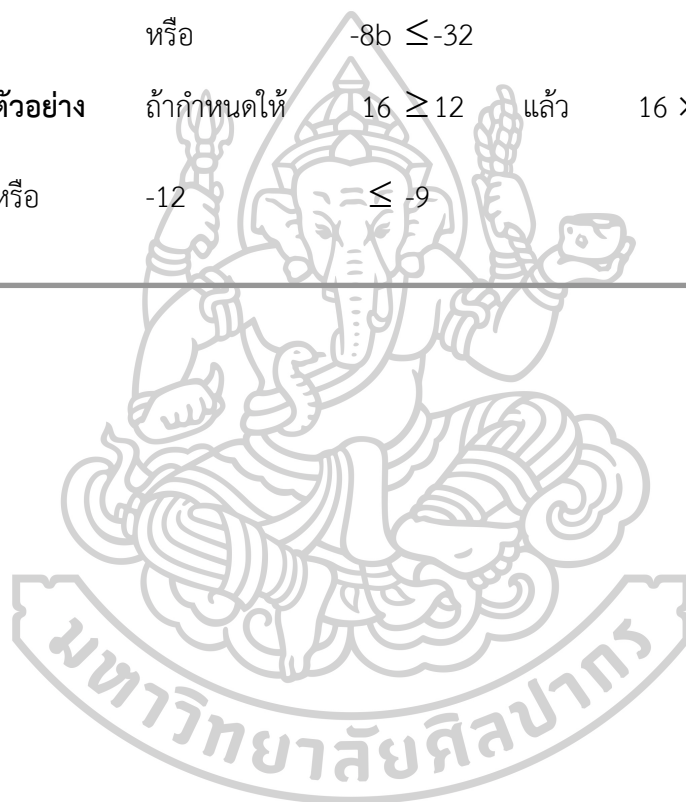 หรือ -8b ≤ -32
ตัวอย่าง ถ้ากำหนดให้ 16 ≥ 12 แล้ว 16 ×
หรือ -12 ≤ -9
มหาวิทยาลัยศิลปากร